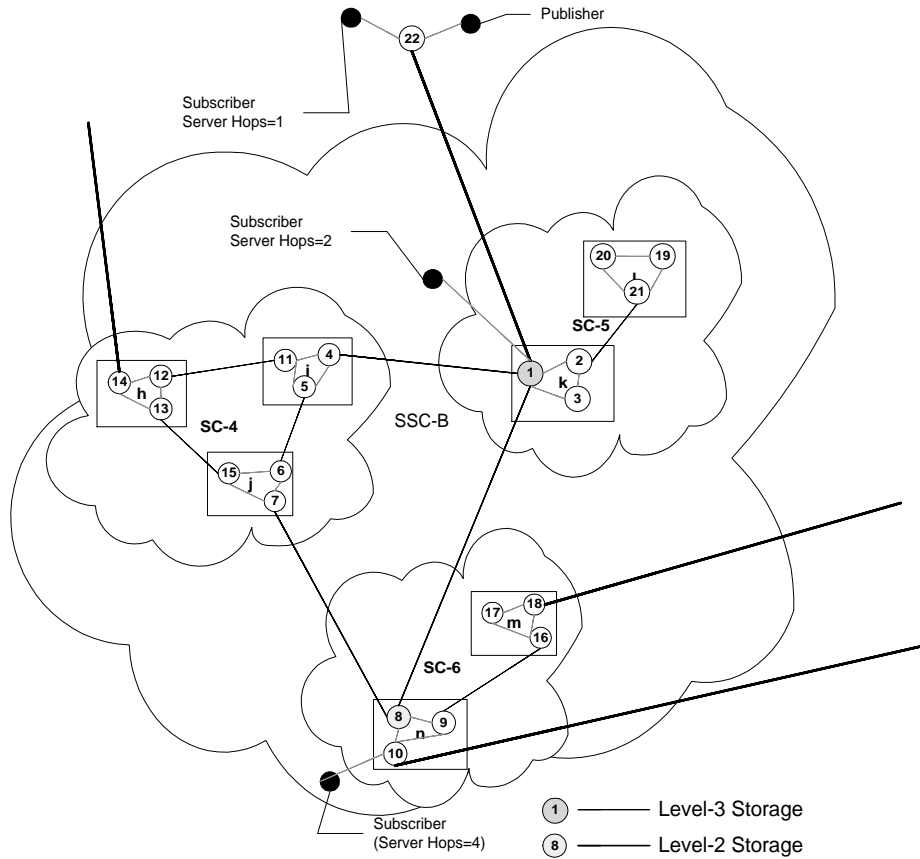 Publisher
22
Subscriber
Server Hops=1
Subscriber
Server Hops=2
20
19
21
SC-5
1
2
k
3
11
4
i
5
14
12
h
13
SC-4
SSC-B
15
6
j
7
17
18
m
16
SC-6
8
9
n
10
Subscriber
(Server Hops=4)
1
Level-3 Storage
8
Level-2 Storage